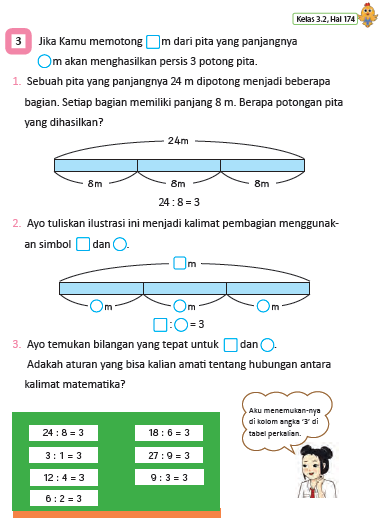 Kelas 3.2, Hal 174
3 Jika Kamu memotong □m dari pita yang panjangnya
○m akan menghasilkan persis 3 potong pita.
1. Sebuah pita yang panjangnya 24 m dipotong menjadi beberapa
bagian. Setiap bagian memiliki panjang 8 m. Berapa potongan pita
yang dihasilkan?
24m
8m 8m 8m
24 : 8 = 3
2. Ayo tuliskan ilustrasi ini menjadi kalimat pembagian menggunak-
an simbol □ dan ○.
□m
○m ○m ○m
□ : ○ = 3
3. Ayo temukan bilangan yang tepat untuk □ dan ○.
Adakah aturan yang bisa kalian amati tentang hubungan antara
kalimat matematika?
24 : 8 = 3
3 : 1 = 3
12 : 4 = 3
6 : 2 = 3
18 : 6 = 3
27 : 9 = 3
9 : 3 = 3
Aku menemukan-nya
di kolom angka ‘3’ di
tabel perkalian.